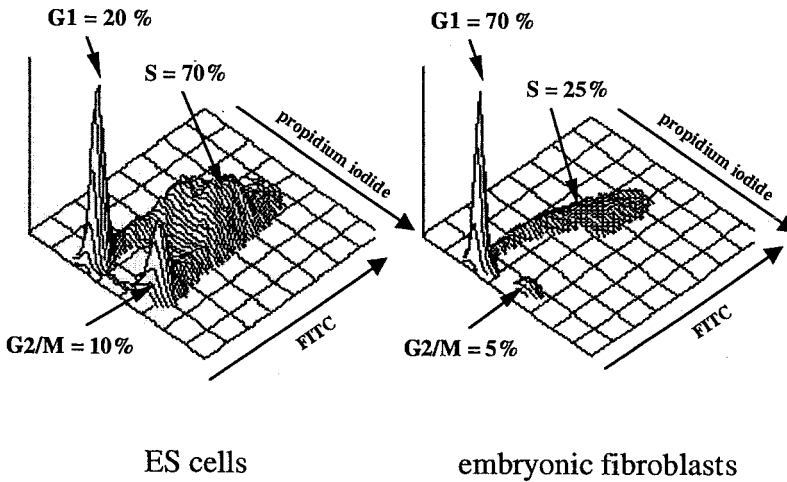 G1 = 20 %
S = 70%
propidium iodide
G2/M = 10%
FITC
ES cells
G1 = 70 %
S = 25%
propidium iodide
G2/M = 5%
FITC
embryonic fibroblasts